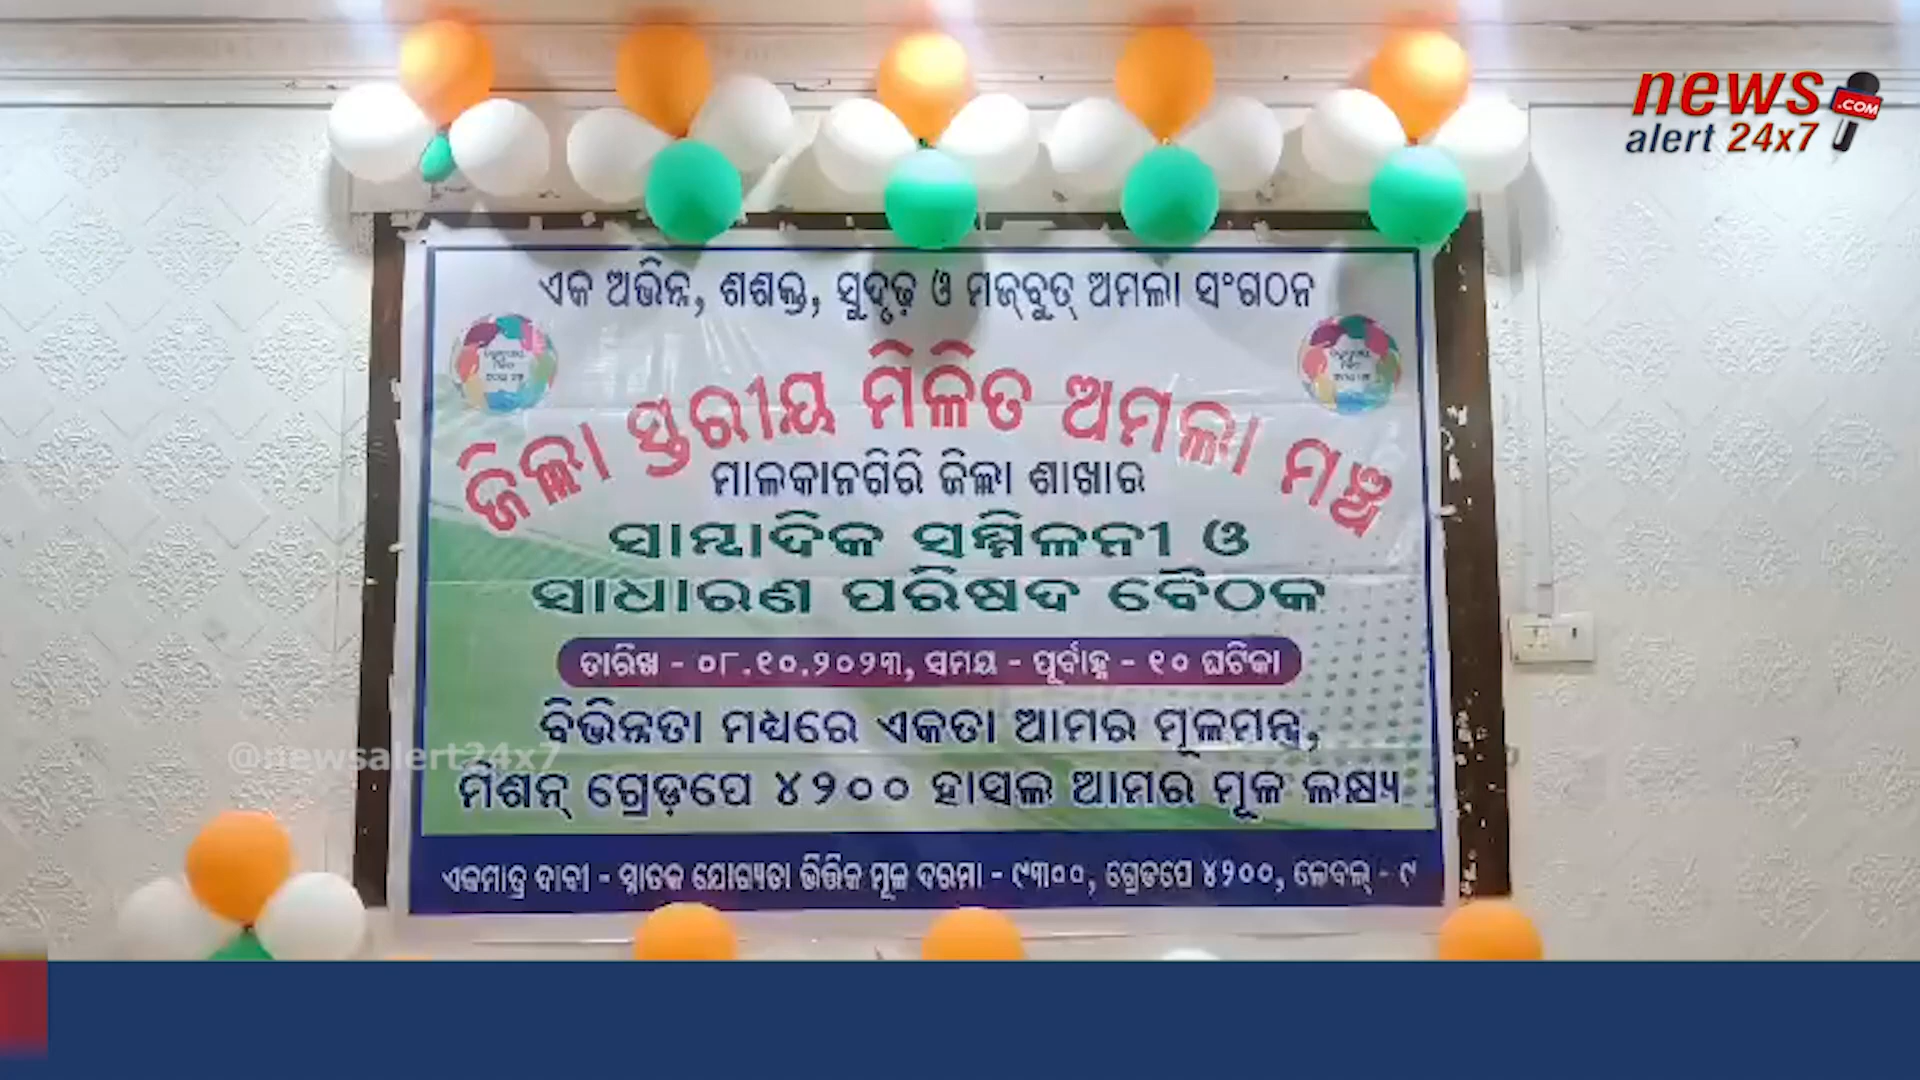 news .COM
alert 24x7
ଏକ ଅଭିନ୍ନ, ଶଶକ୍ତ, ସୁଦୃଢ଼ ଓ ମଜ୍‌ବୁତ୍ ଅମଲା ସଂଗଠନ
ଜିଲ୍ଲା ସ୍ତରୀୟ ମିଳିତ ଅମଲା ମଞ୍ଚ
ମାଲକାନଗିରି ଜିଲ୍ଲା ଶାଖାର
ସାମ୍ଭାଦିକ ସମ୍ମିଳନୀ ଓ
ସାଧାରଣ ପରିଷଦ ବୈଠକ
ତାରିଖ - ୦୮.୧୦.୨୦୨୩, ସମୟ - ପୂର୍ବାହ୍ନ - ୧୦ ଘଟିକା
ବିଭିନ୍ନତା ମଧ୍ୟରେ ଏକତା ଆମର ମୂଳମନ୍ତ୍ର,
@newsalert24x7
ମିଶନ୍ ଗ୍ରେଡ଼ପେ ୪୨୦୦ ହାସଲ ଆମର ମୂଳ ଲକ୍ଷ୍ୟ
ଏକମାତ୍ର ଦାବୀ - ସ୍ନାତକ ଯୋଗ୍ୟତା ଭିତ୍ତିକ ମୂଳ ଦରମା - ୯୩୦୦, ଗ୍ରେଡପେ ୪୨୦୦, ଲେବଲ୍ - ୯